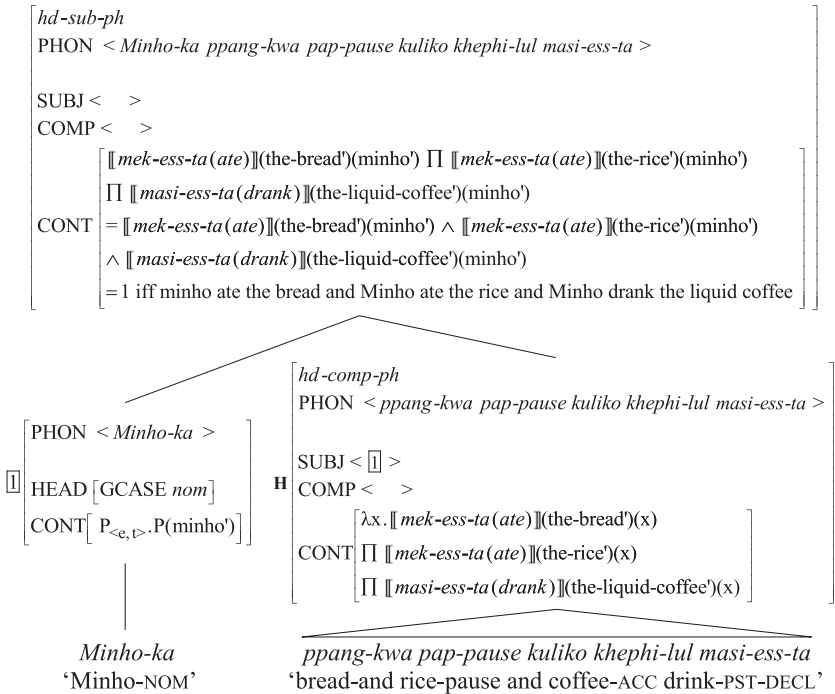 hd-sub-ph
PHON < Minho-ka ppang-kwa pap-pause kuliko khephi-lul masi-ess-ta >
SUBJ < >
COMP < >
⟦mek-ess-ta(ate)⟧(the-bread')(minho') ∏ ⟦mek-ess-ta(ate)⟧(the-rice')(minho')
∏ ⟦masi-ess-ta(drank)⟧(the-liquid-coffee')(minho')
CONT = ⟦mek-ess-ta(ate)⟧(the-bread')(minho') ∧ ⟦mek-ess-ta(ate)⟧(the-rice')(minho')
∧ ⟦masi-ess-ta(drank)⟧(the-liquid-coffee')(minho')
= 1 iff minho ate the bread and Minho ate the rice and Minho drank the liquid coffee
1
PHON < Minho-ka >
HEAD [GCASE nom]
CONT[ P<e, t>.P(minho')]
Minho-ka
'Minho-NOM'
H
hd-comp-ph
PHON < ppang-kwa pap-pause kuliko khephi-lul masi-ess-ta >
SUBJ < 1 >
COMP < >
λx.⟦mek-ess-ta(ate)⟧(the-bread')(x)
CONT ∏ ⟦mek-ess-ta(ate)⟧(the-rice')(x)
∏ ⟦masi-ess-ta(drank)⟧(the-liquid-coffee')(x)
ppang-kwa pap-pause kuliko khephi-lul masi-ess-ta
'bread-and rice-pause and coffee-ACC drink-PST-DECL'